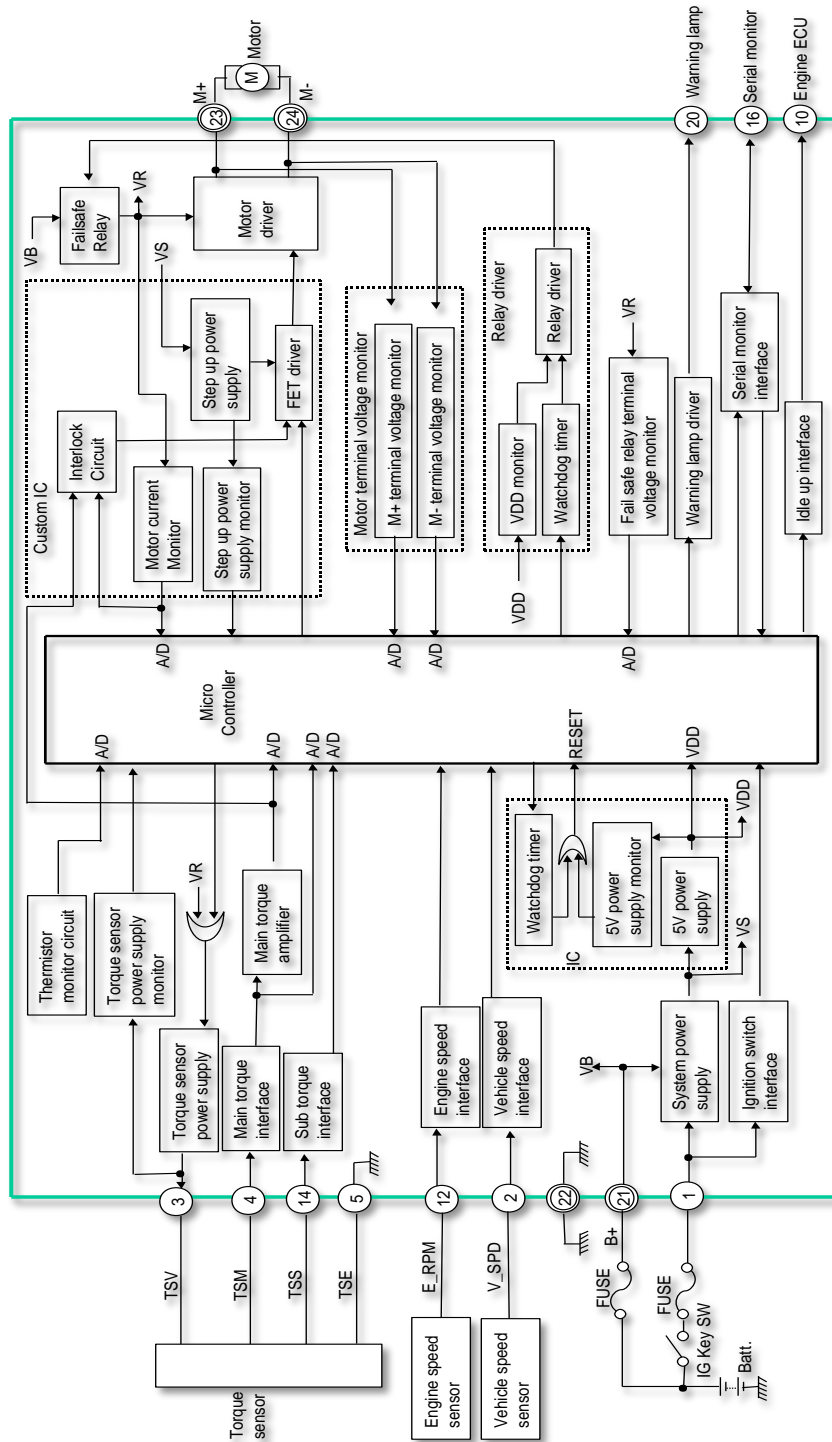 Torque
sensor
TSV
TSM
TSS
TSE
3
4
14
5
Engine speed
sensor
E_RPM
12
Vehicle speed
sensor
V_SPD
2
22
B+
21
FUSE
FUSE
1
IG Key SW
Batt.
Thermistor
monitor circuit
Torque sensor
power supply
monitor
Torque sensor
power supply
VR
Main torque
interface
Main torque
amplifier
Sub torque
interface
A/D
A/D
A/D
A/D
Engine speed
interface
Vehicle speed
interface
VB
System power
supply
Ignition switch
interface
VS
IC
Watchdog timer
5V power
supply monitor
5V power
supply
RESET
VDD
VDD
Micro
Controller
Custom IC
Interlock
Circuit
Motor current
Monitor
Step up power
supply monitor
Step up power
supply
FET driver
VS
A/D
A/D
VB
Failsafe
Relay
VR
Motor
driver
M+
23
24
M-
M
Motor
Motor terminal voltage monitor
M+ terminal voltage monitor
M- terminal voltage monitor
A/D
A/D
Relay driver
VDD monitor
Watchdog timer
Relay driver
VDD
Fail safe relay terminal
voltage monitor
VR
A/D
Warning lamp driver
20
Warning lamp
Serial monitor
interface
16
Serial monitor
Idle up interface
10
Engine ECU